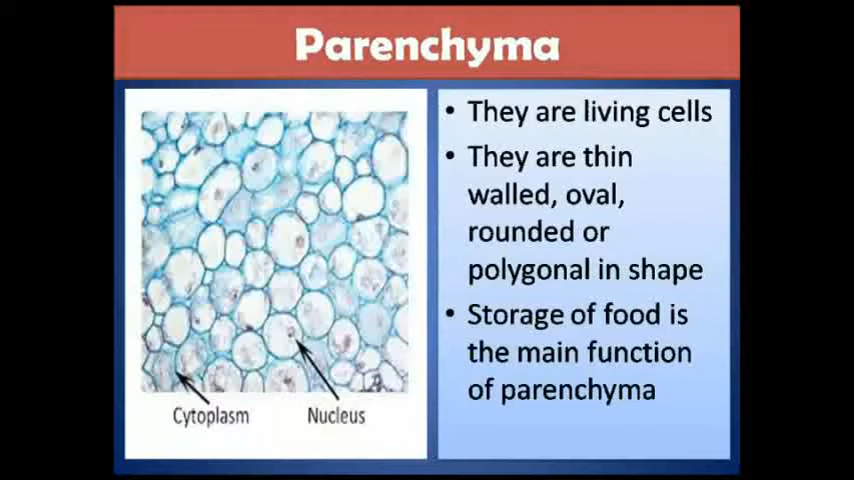 Parenchyma
• They are living cells
• They are thin
walled, oval,
rounded or
polygonal in shape
• Storage of food is
the main function
of parenchyma
Cytoplasm
Nucleus